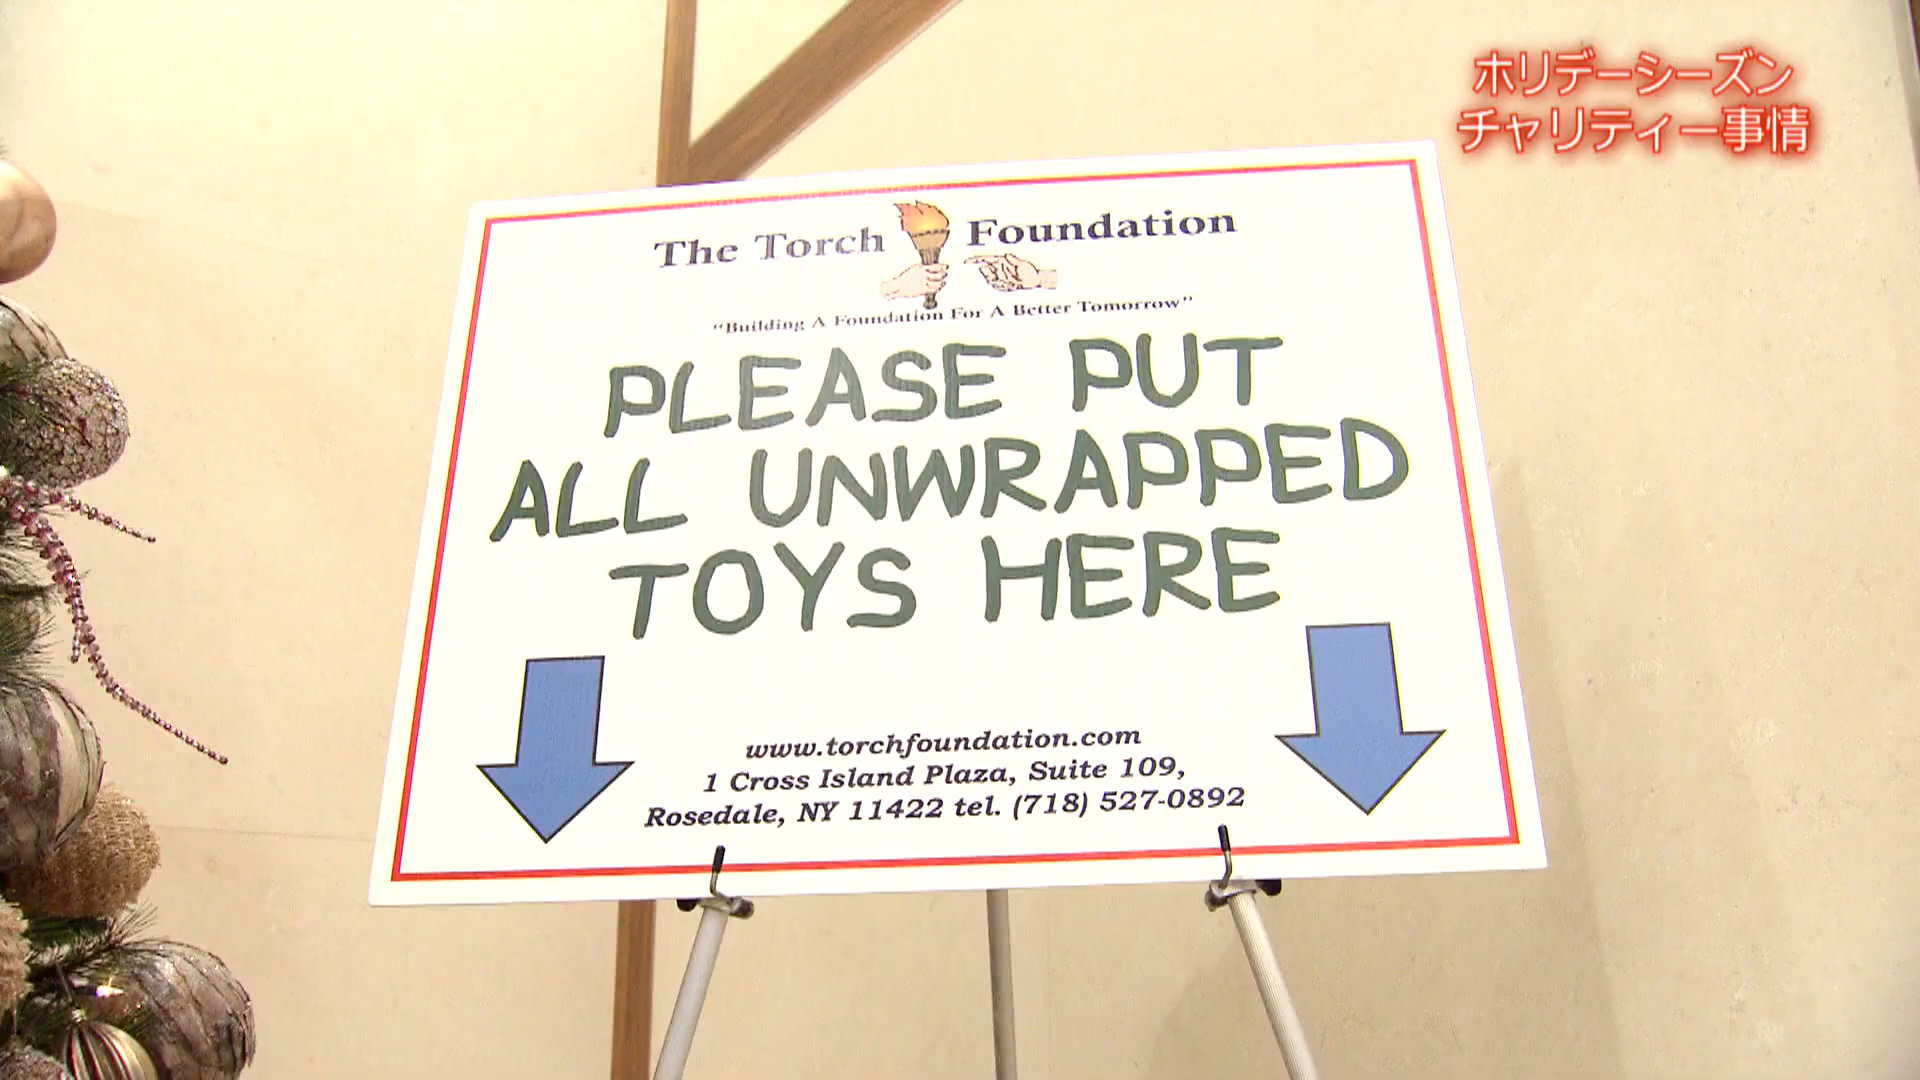 ホリデーシーズン
チャリティー事情
The Torch Foundation
“Building A Foundation For A Better Tomorrow”
PLEASE PUT
ALL UNWRAPPED
TOYS HERE
www.torchfoundation.com
1 Cross Island Plaza, Suite 109,
Rosedale, NY 11422 tel. (718) 527-0892